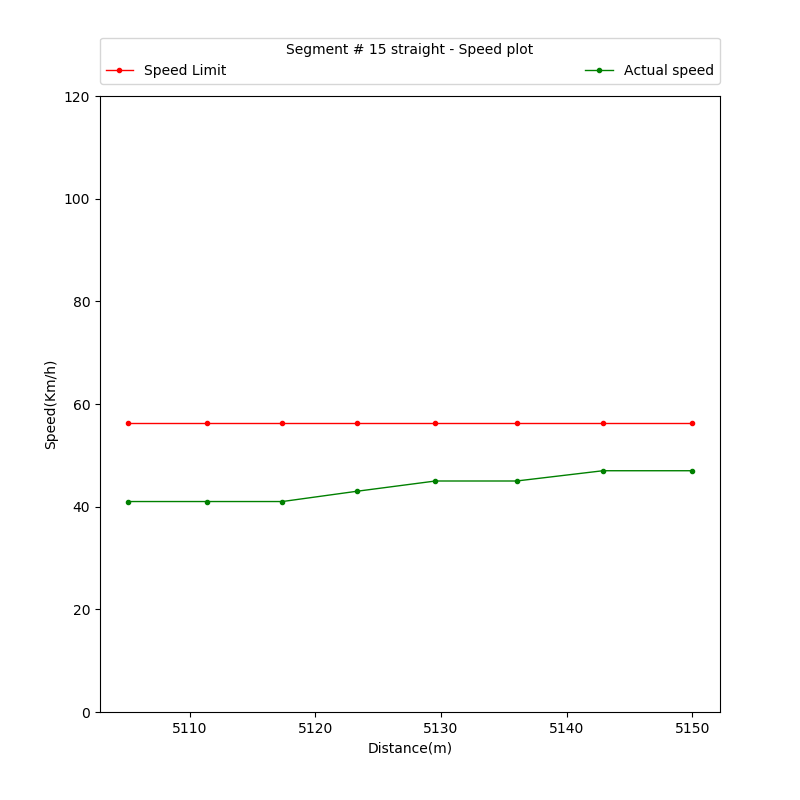 Segment # 15 straight - Speed plot
Speed Limit
Actual speed
120
100
80
60
40
20
0
Speed(Km/h)
5110
5120
5130
5140
5150
Distance(m)